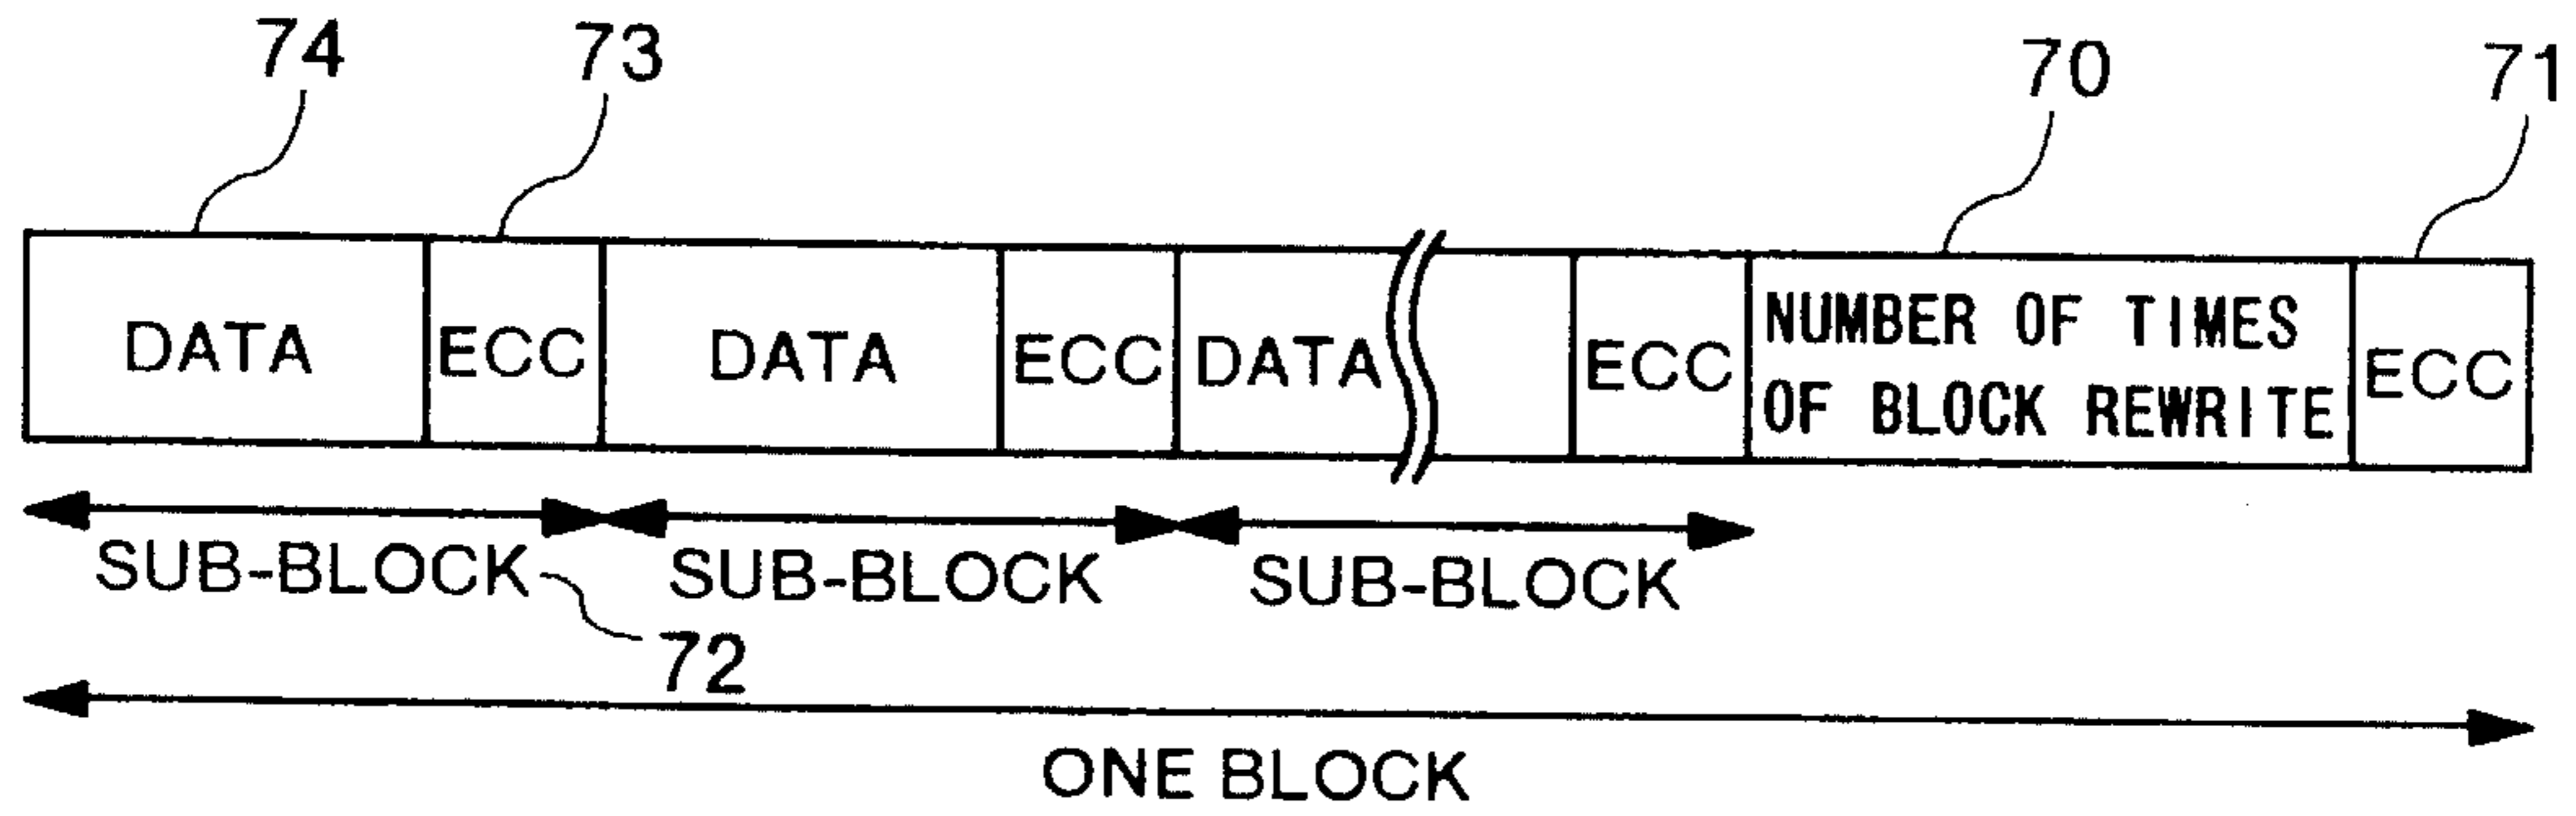 74 73 70 71
DATA ECC DATA ECC DATA ECC NUMBER OF TIMES OF BLOCK REWRITE ECC
SUB-BLOCK SUB-BLOCK SUB-BLOCK
72
ONE BLOCK